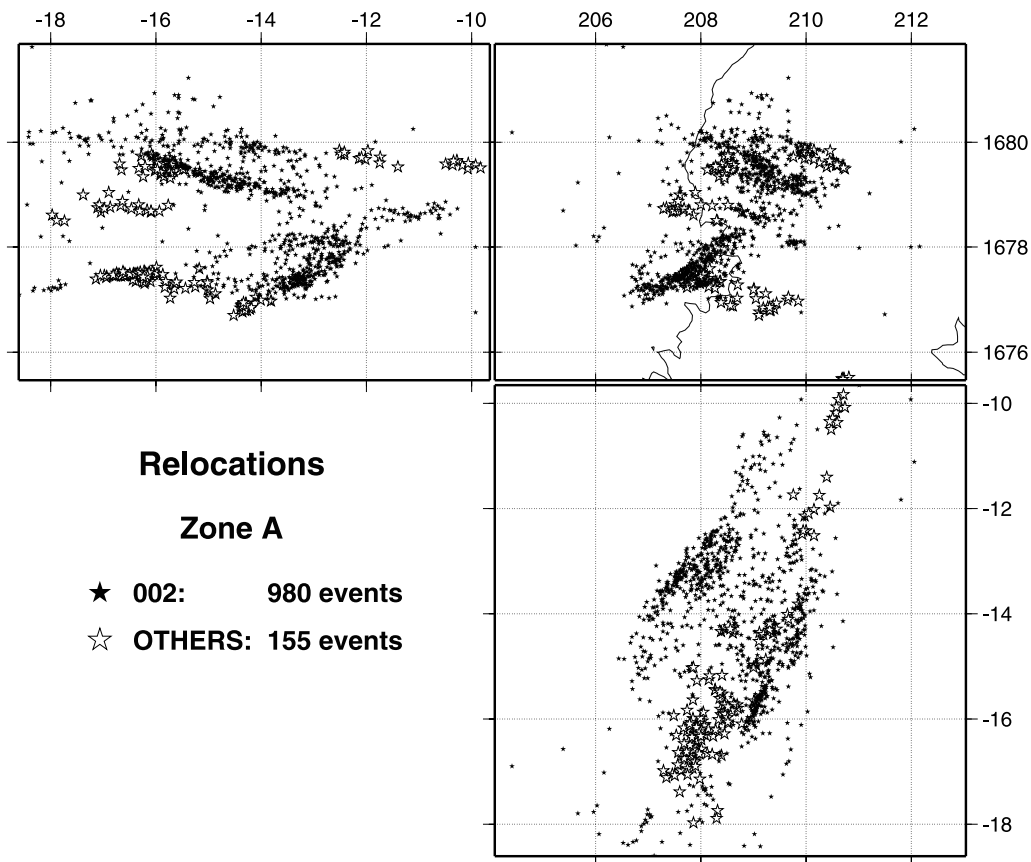 -18 -16 -14 -12 -10
206 208 210 212
1680
1678
1676
-10
-12
-14
-16
-18
Relocations
Zone A
★ 002: 980 events
☆ OTHERS: 155 events